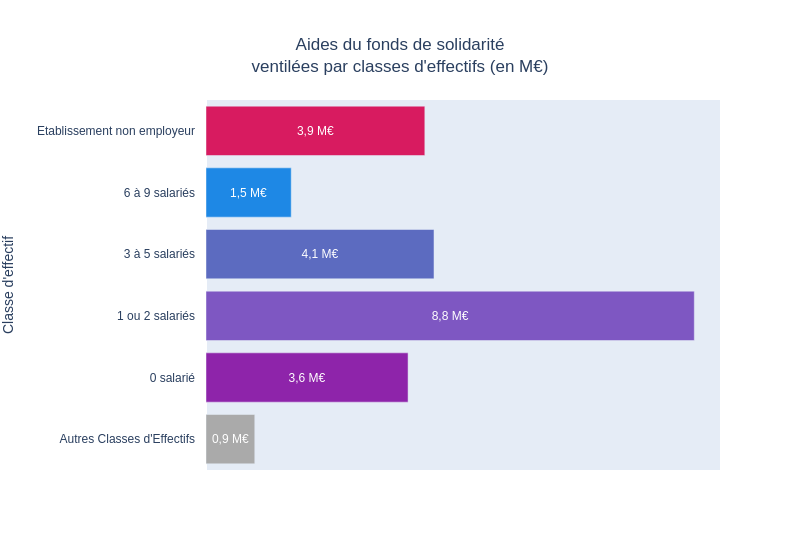 Aides du fonds de solidarité
ventilées par classes d'effectifs (en M€)
Classe d'effectif
Etablissement non employeur
3,9 M€
6 à 9 salariés
1,5 M€
3 à 5 salariés
4,1 M€
1 ou 2 salariés
8,8 M€
0 salarié
3,6 M€
Autres Classes d'Effectifs
0,9 M€